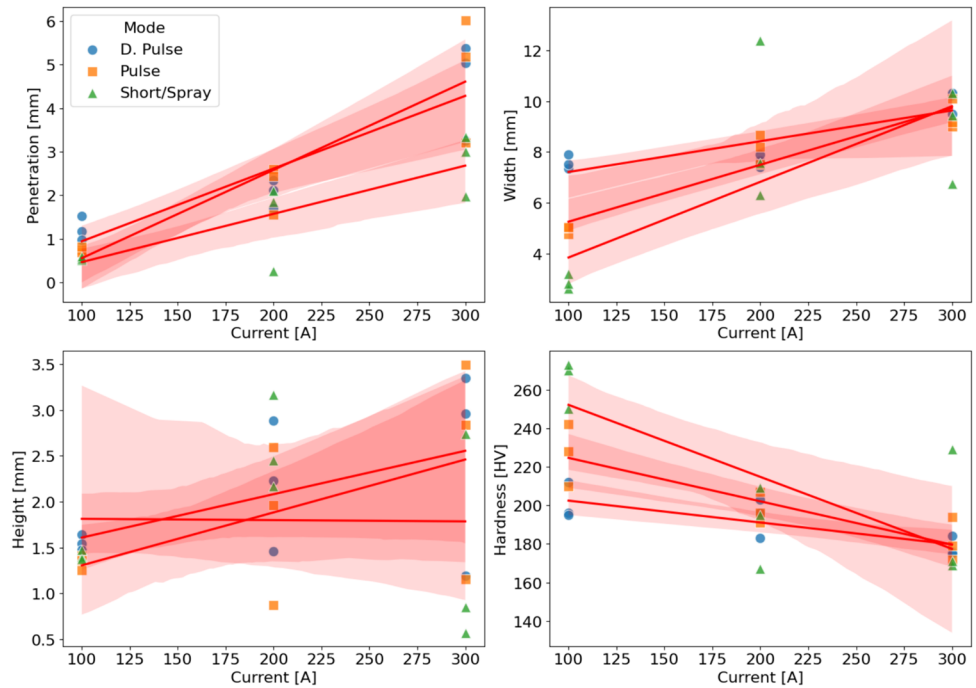 Penetration [mm]
6
5
4
3
2
1
0
Mode
D. Pulse
Pulse
Short/Spray
100 125 150 175 200 225 250 275 300
Current [A]
Width [mm]
12
10
8
6
4
100 125 150 175 200 225 250 275 300
Current [A]
Height [mm]
3.5
3.0
2.5
2.0
1.5
1.0
0.5
100 125 150 175 200 225 250 275 300
Current [A]
Hardness [HV]
260
240
220
200
180
160
140
100 125 150 175 200 225 250 275 300
Current [A]